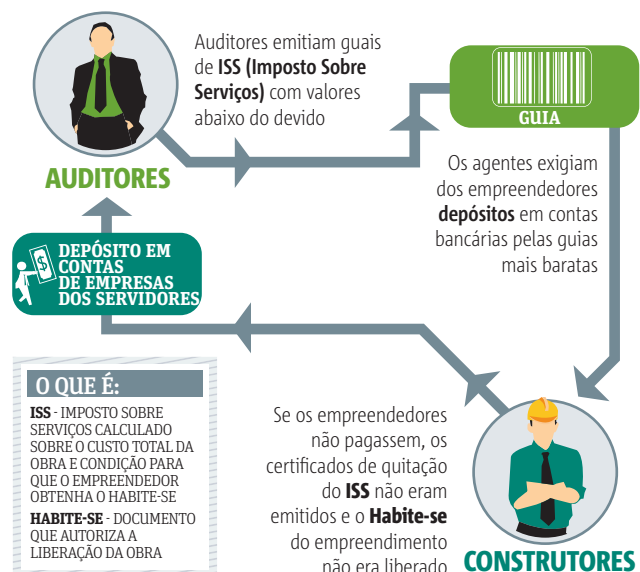 Auditores emitiam guais
de ISS (Imposto Sobre
Serviços) com valores
abaixo do devido
GUIA
AUDITORES
Os agentes exigiam
dos empreendedores
depósitos em contas
bancárias pelas guias
mais baratas
$
DEPÓSITO EM
CONTAS
DE EMPRESAS
DOS SERVIDORES
O QUE É:
ISS - IMPOSTO SOBRE
SERVIÇOS CALCULADO
SOBRE O CUSTO TOTAL DA
OBRA E CONDIÇÃO PARA
QUE O EMPREENDEDOR
OBTENHA O HABITE-SE
HABITE-SE - DOCUMENTO
QUE AUTORIZA A
LIBERAÇÃO DA OBRA
Se os empreendedores
não pagassem, os
certificados de quitação
do ISS não eram
emitidos e o Habite-se
do empreendimento
não era liberado
CONSTRUTORES